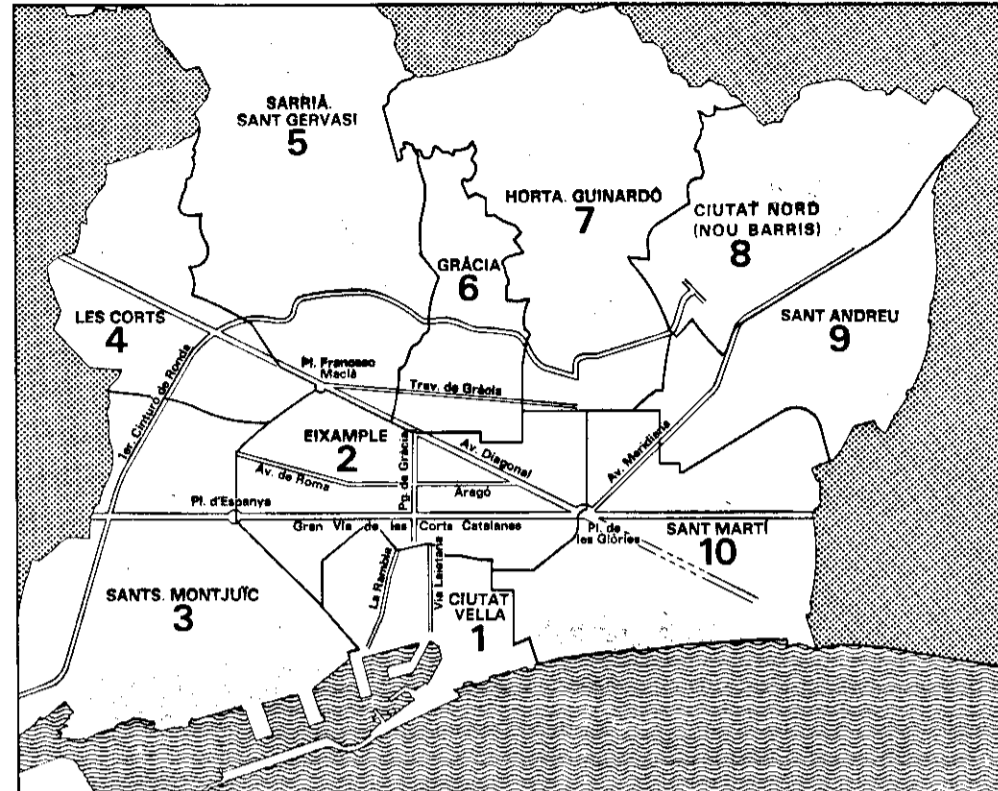 SARRIÀ.
SANT GERVASI
5
HORTA. GUINARDÓ
7
CIUTAT NORD
(NOU BARRIS)
8
GRÀCIA
6
LES CORTS
4
SANT ANDREU
9
1er. Cinturó de Ronda
Pl. Francesc
Macià
Trav. de Gràcia
EIXAMPLE
2
Av. de Roma
Pg. de Gràcia
Av. Diagonal
Aragó
Av. Meridiana
Pl. d'Espanya
Gran Via de les Corts Catalanes
Pl. de
les Glòries
SANT MARTÍ
10
SANTS. MONTJUÏC
3
La Rambla
Via Laietana
CIUTAT
VELLA
1